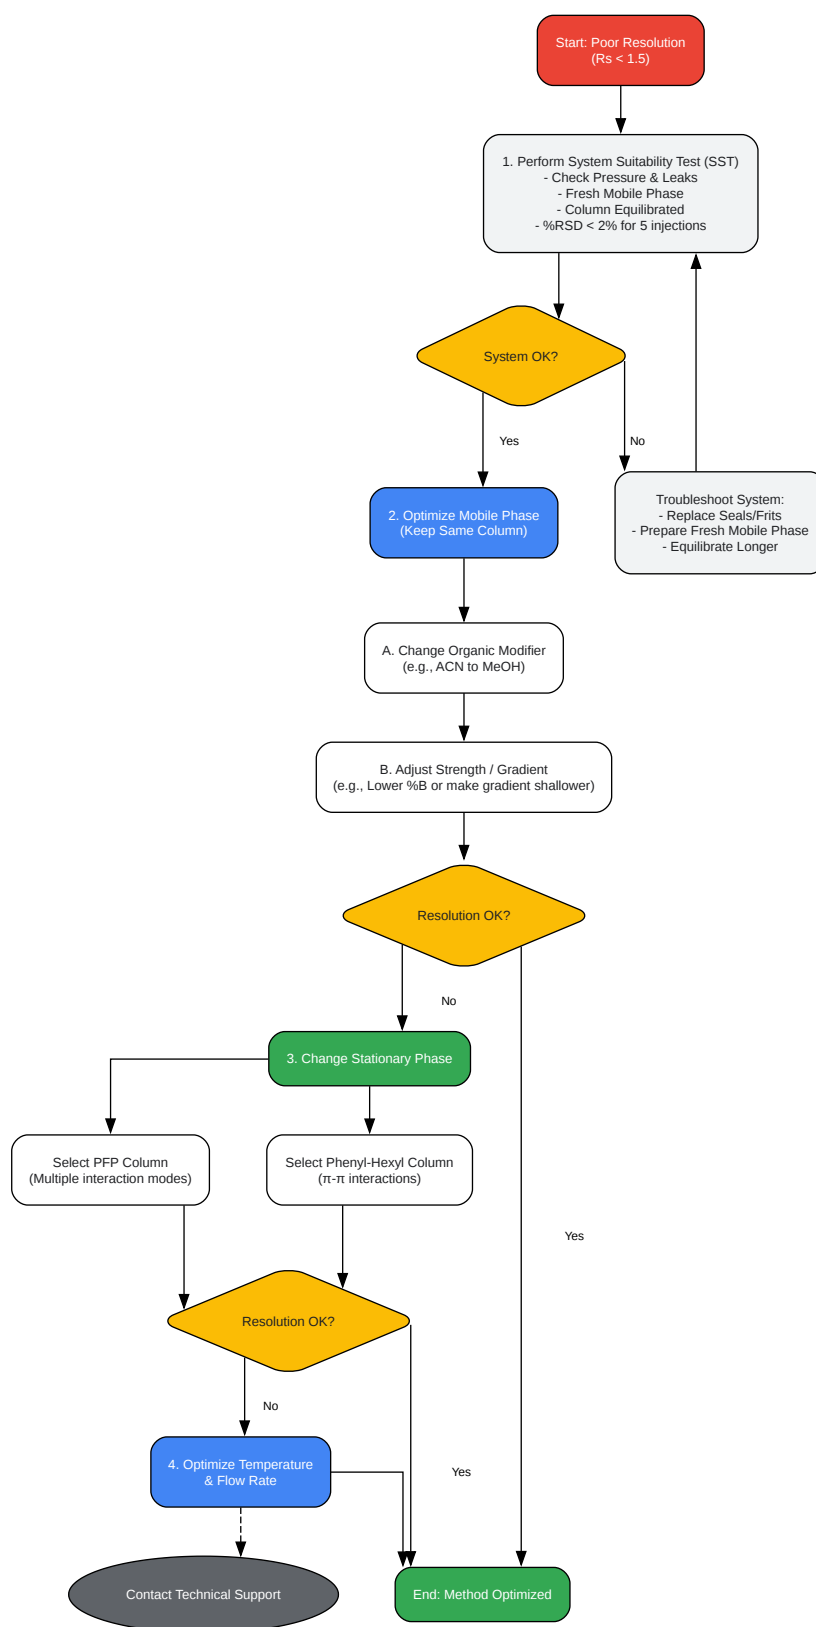 Start: Poor Resolution
(Rs < 1.5)
1. Perform System Suitability Test (SST)
- Check Pressure & Leaks
- Fresh Mobile Phase
- Column Equilibrated
- %RSD < 2% for 5 injections
System OK?
Yes
No
2. Optimize Mobile Phase
(Keep Same Column)
Troubleshoot System:
- Replace Seals/Frits
- Prepare Fresh Mobile Phase
- Equilibrate Longer
A. Change Organic Modifier
(e.g., ACN to MeOH)
B. Adjust Strength / Gradient
(e.g., Lower %B or make gradient shallower)
Resolution OK?
No
3. Change Stationary Phase
Select PFP Column
(Multiple interaction modes)
Select Phenyl-Hexyl Column
(π-π interactions)
Yes
Resolution OK?
No
4. Optimize Temperature
& Flow Rate
Yes
Contact Technical Support
End: Method Optimized